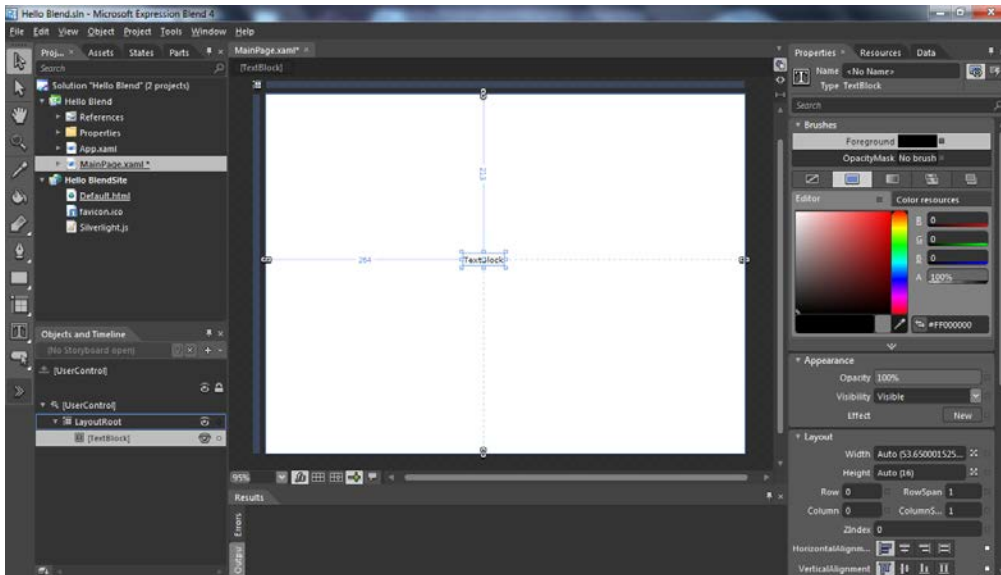 Hello Blend.sln - Microsoft Expression Blend 4
File Edit View Object Project Tools Window Help
Proj... × Assets States Parts
Search
Solution "Hello Blend" (2 projects)
Hello Blend
References
Properties
App.xaml
MainPage.xaml *
Hello BlendSite
Default.html
favicon.ico
Silverlight.js
Objects and Timeline
(No Storyboard open)
[UserControl]
[UserControl]
LayoutRoot
[TextBlock]
MainPage.xaml* ×
[TextBlock]
264
TextBlock
95%
Results
Errors
Output
Properties × Resources Data
Name <No Name>
Type TextBlock
Search
Brushes
Foreground
OpacityMask No brush
Editor Color resources
R 0
G 0
B 0
A 100%
#FF000000
Appearance
Opacity 100%
Visibility Visible
Effect New
Layout
Width Auto (53.650001525...
Height Auto (16)
Row 0 RowSpan 1
Column 0 ColumnS... 1
ZIndex 0
HorizontalAlignm...
VerticalAlignment